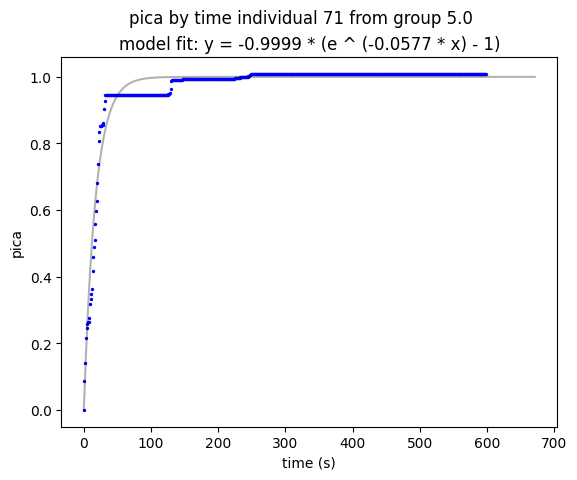 pica by time individual 71 from group 5.0
model fit: y = -0.9999 * (e ^ (-0.0577 * x) - 1)
1.0
0.8
0.6
0.4
0.2
0.0
pica
0 100 200 300 400 500 600 700
time (s)